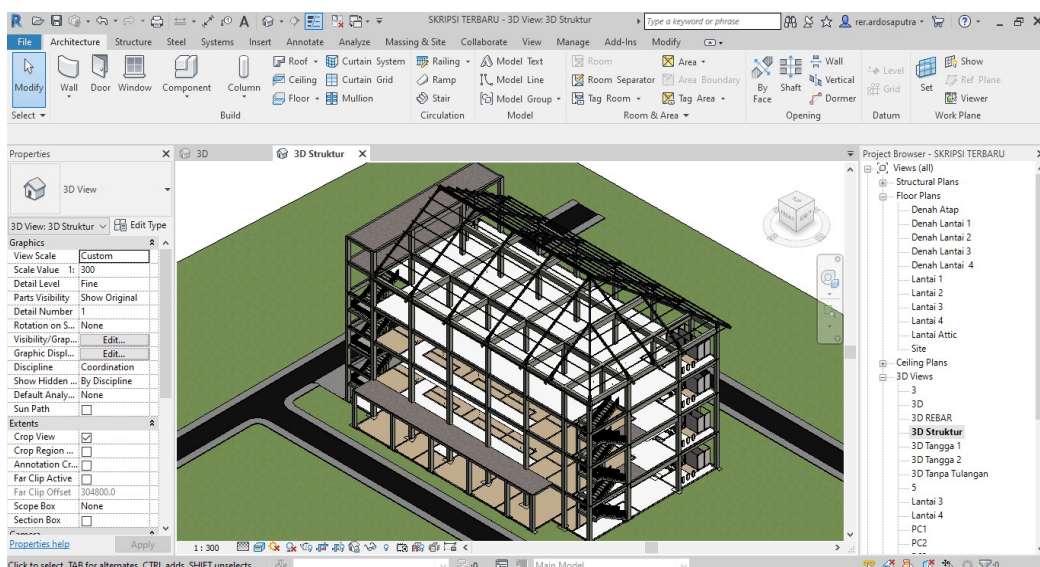 SKRIPSI TERBARU - 3D View: 3D Struktur
Type a keyword or phrase
rer.ardosaputra
File Architecture Structure Steel Systems Insert Annotate Analyze Massing & Site Collaborate View Manage Add-Ins Modify
Modify
Wall
Door
Window
Component
Column
Roof
Ceiling
Floor
Curtain System
Curtain Grid
Mullion
Railing
Ramp
Stair
Model Text
Model Line
Model Group
Room
Room Separator
Tag Room
Area
Area Boundary
Tag Area
By Face
Shaft
Wall
Vertical
Dormer
Level
Grid
Set
Show
Ref Plane
Viewer
Select
Build
Circulation
Model
Room & Area
Opening
Datum
Work Plane
Properties
3D View
3D View: 3D Struktur
Edit Type
Graphics
View Scale Custom
Scale Value 1: 300
Detail Level Fine
Parts Visibility Show Original
Detail Number 1
Rotation on S... None
Visibility/Grap... Edit...
Graphic Displ... Edit...
Discipline Coordination
Show Hidden ... By Discipline
Default Analy... None
Sun Path
Extents
Crop View
Crop Region ...
Annotation Cr...
Far Clip Active
Far Clip Offset 304800.0
Scope Box None
Section Box
Properties help
Apply
3D
3D Struktur
1 : 300
Project Browser - SKRIPSI TERBARU
Views (all)
Structural Plans
Floor Plans
Denah Atap
Denah Lantai 1
Denah Lantai 2
Denah Lantai 3
Denah Lantai 4
Lantai 1
Lantai 2
Lantai 3
Lantai 4
Lantai Attic
Site
Ceiling Plans
3D Views
3
3D
3D REBAR
3D Struktur
3D Tangga 1
3D Tangga 2
3D Tanpa Tulangan
5
Lantai 3
Lantai 4
PC1
PC2
Click to select, TAB for alternates, CTRL adds, SHIFT unselects.
Main Model